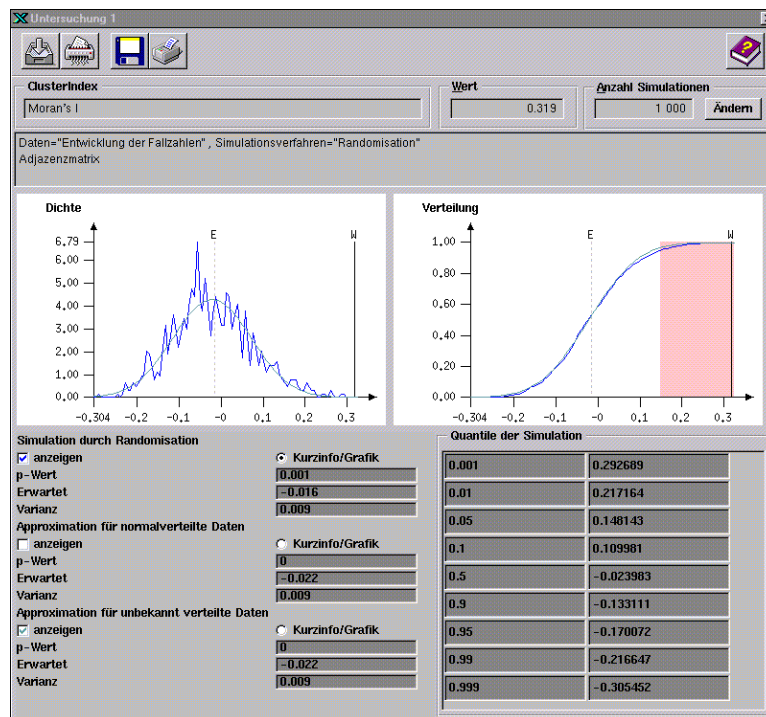 Untersuchung 1
ClusterIndex
Wert
Anzahl Simulationen
Moran's I
0.319
1 000
Ändern
Daten="Entwicklung der Fallzahlen" , Simulationsverfahren="Randomisation"
Adjazenzmatrix
Dichte
E
W
6,79
6,00
5,00
4,00
3,00
2,00
1,00
0,00
-0,304
-0,2
-0,1
-0
0,1
0,2
0,3
Verteilung
E
W
1,00
0,80
0,60
0,40
0,20
0,00
-0,304
-0,2
-0,1
-0
0,1
0,2
0,3
Simulation durch Randomisation
anzeigen
Kurzinfo/Grafik
p-Wert
0.001
Erwartet
-0.016
Varianz
0.009
Approximation für normalverteilte Daten
anzeigen
Kurzinfo/Grafik
p-Wert
0
Erwartet
-0.022
Varianz
0.009
Approximation für unbekannt verteilte Daten
anzeigen
Kurzinfo/Grafik
p-Wert
0
Erwartet
-0.022
Varianz
0.009
Quantile der Simulation
0.001 0.292689
0.01 0.217164
0.05 0.148143
0.1 0.109981
0.5 -0.023983
0.9 -0.133111
0.95 -0.170072
0.99 -0.216647
0.999 -0.305452